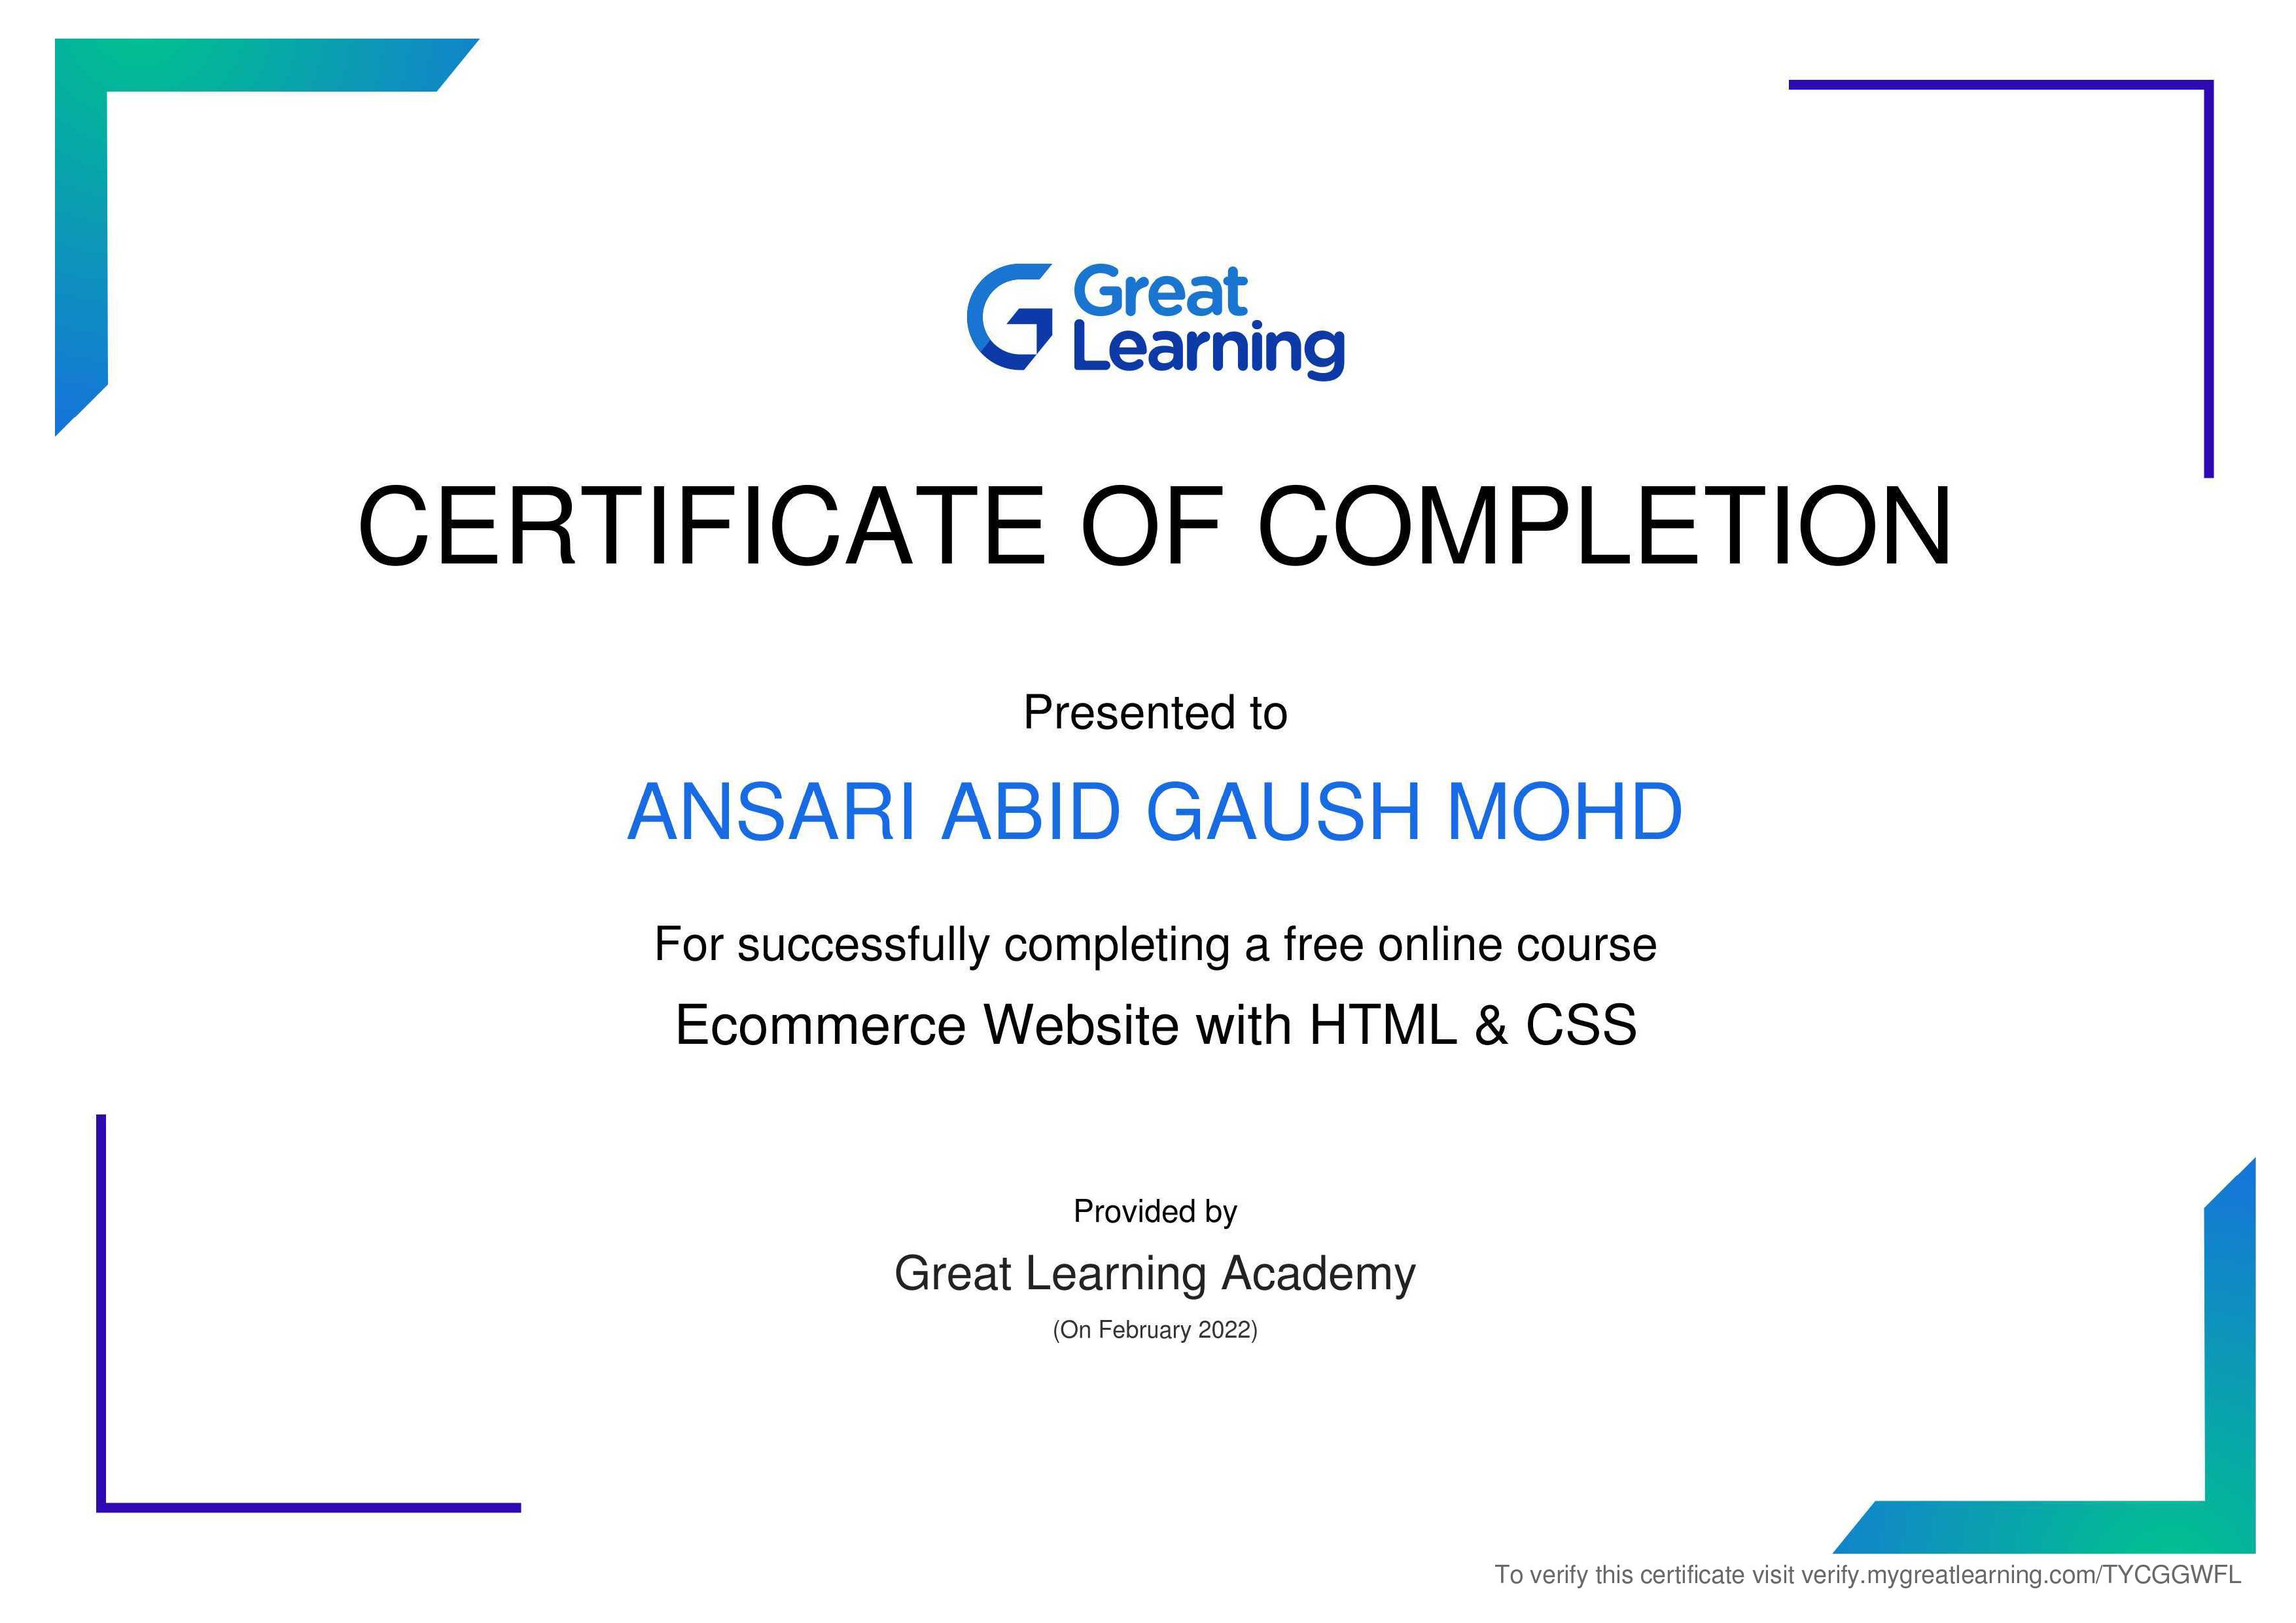 Great
Learning
CERTIFICATE OF COMPLETION
Presented to
ANSARI ABID GAUSH MOHD
For successfully completing a free online course
Ecommerce Website with HTML & CSS
Provided by
Great Learning Academy
(On February 2022)
To verify this certificate visit verify.mygreatlearning.com/TYCGGWFL